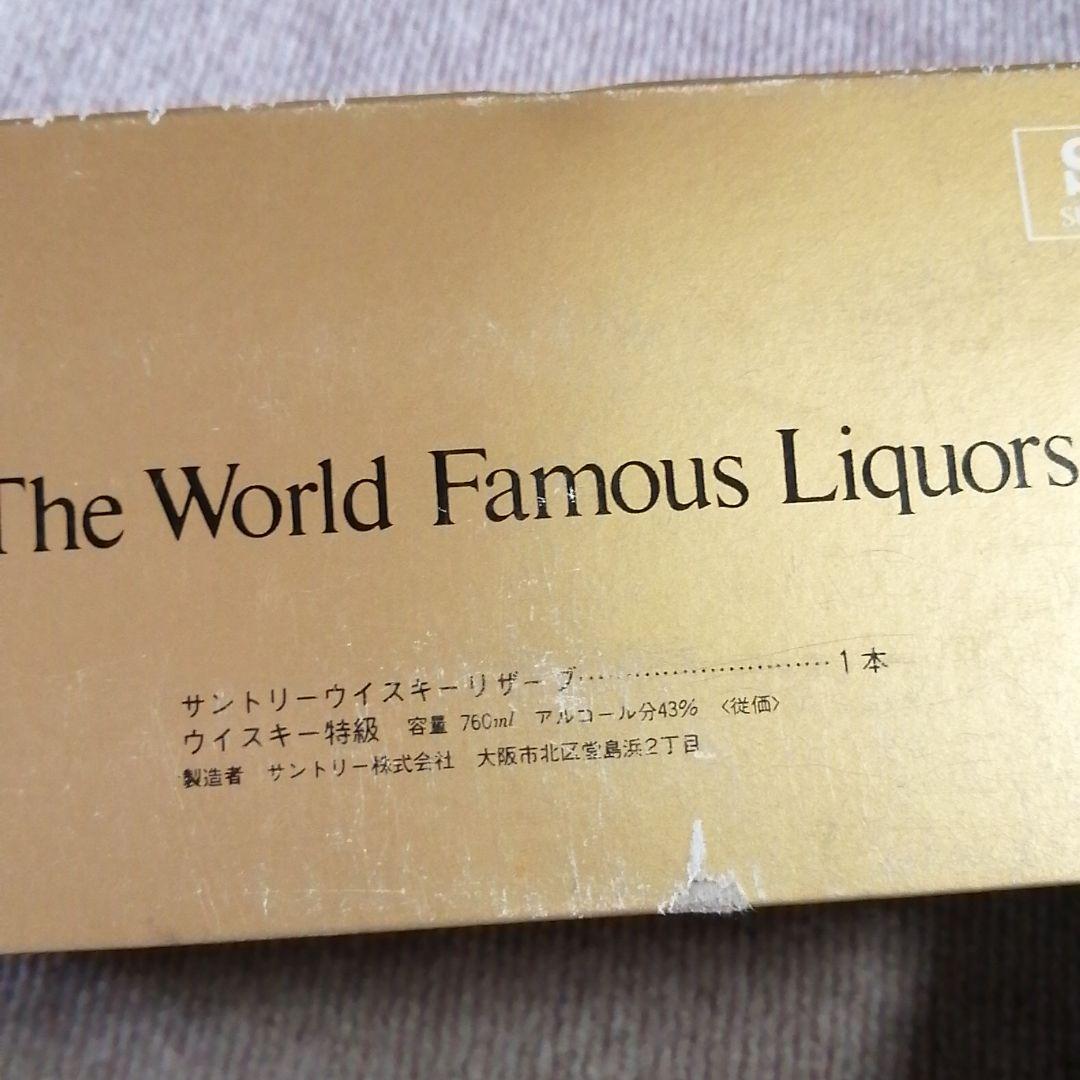 The World Famous Liquors
サントリーウイスキーリザーブ……………………1本
ウイスキー特級 容量 760ml アルコール分43% 〈従価〉
製造者 サントリー株式会社 大阪市北区堂島浜2丁目